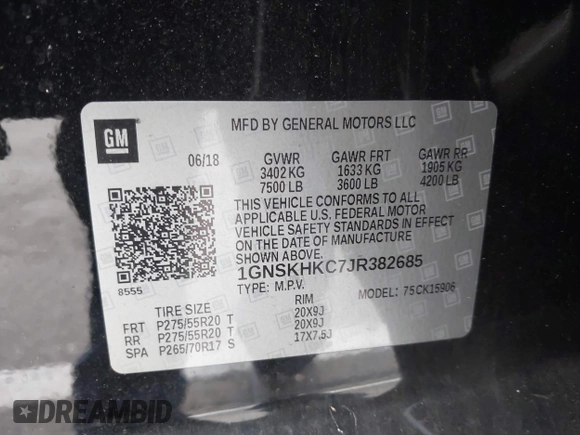 GM
MFD BY GENERAL MOTORS LLC
06/18 GVWR GAWR FRT GAWR RR
3402 KG 1633 KG 1905 KG
7500 LB 3600 LB 4200 LB
THIS VEHICLE CONFORMS TO ALL
APPLICABLE U.S. FEDERAL MOTOR
VEHICLE SAFETY STANDARDS IN EFFECT
ON THE DATE OF MANUFACTURE SHOWN ABOVE.
1GNSKHKC7JR382685
8555 TYPE: M.P.V. MODEL: 75CK15906
TIRE SIZE RIM
FRT P275/55R20 T 20X9J
RR P275/55R20 T 20X9J
SPA P265/70R17 S 17X7.5J
DREAMBID